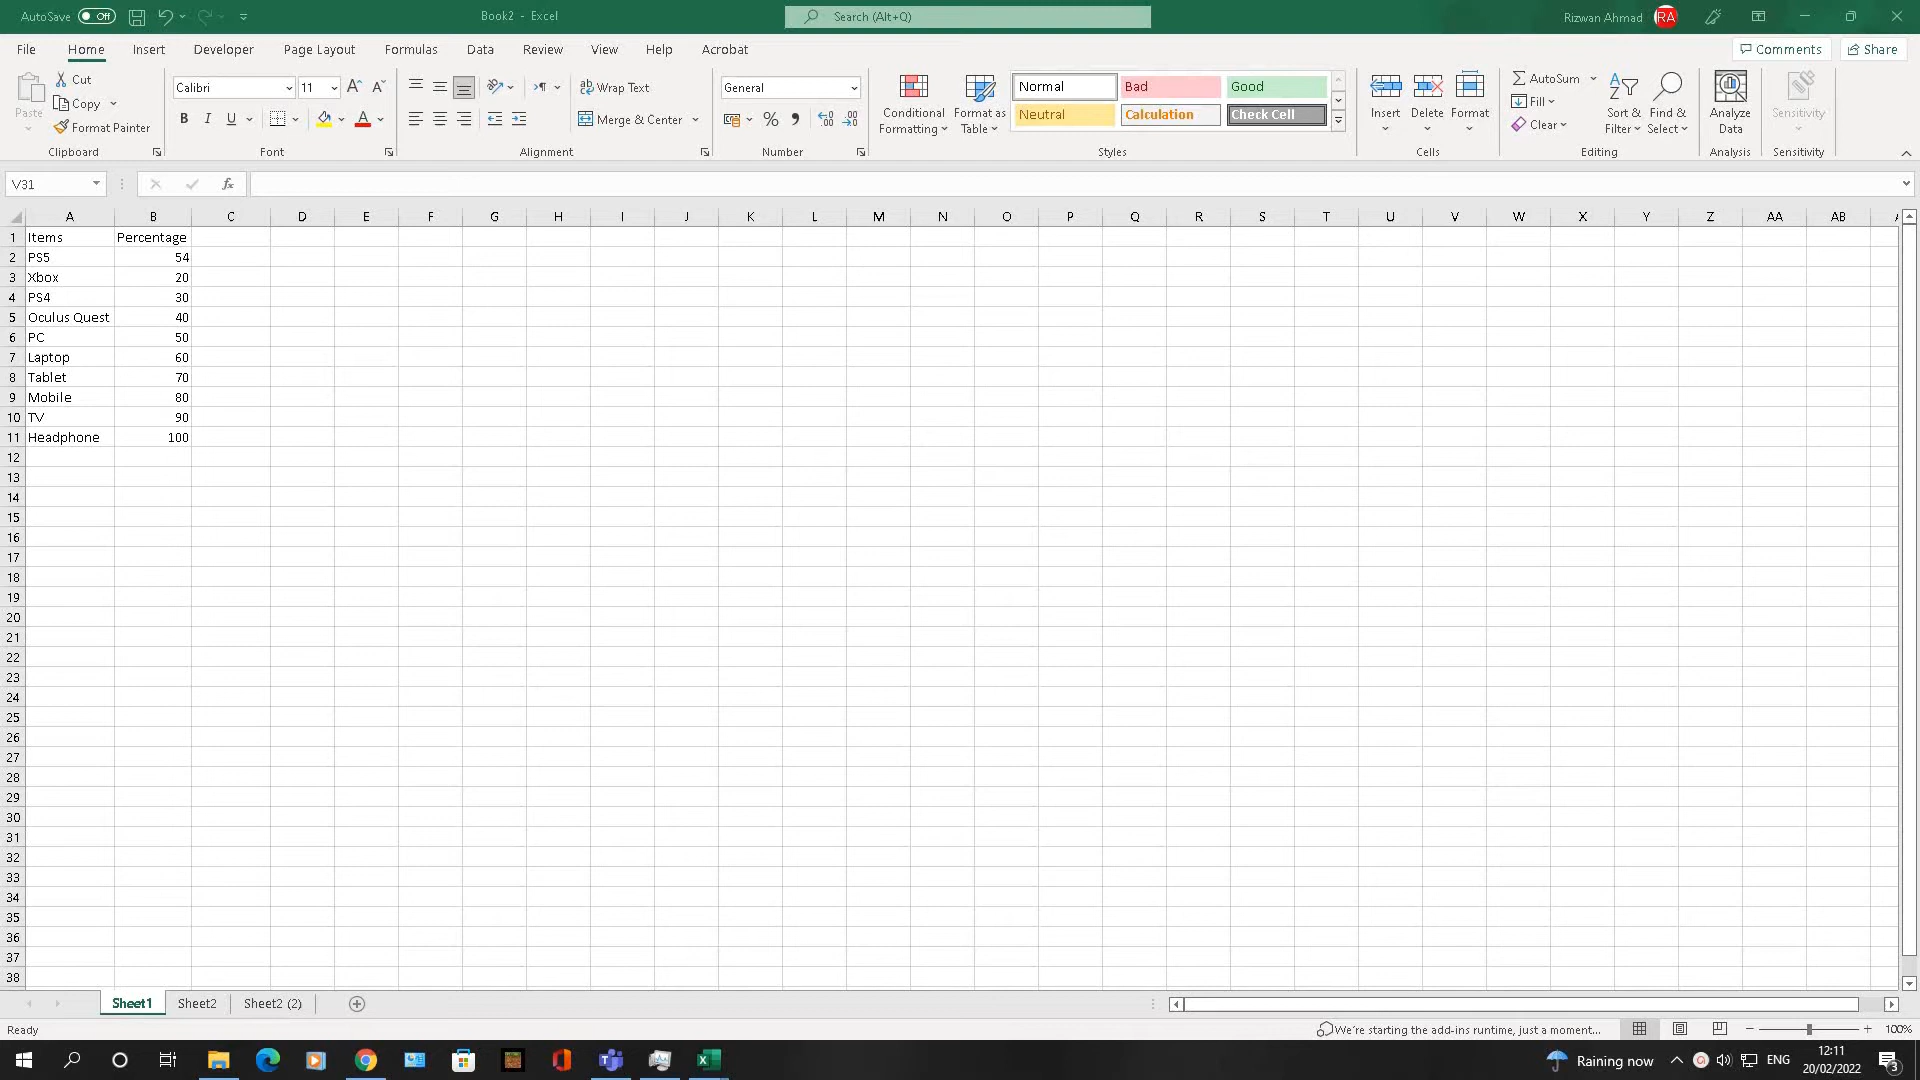 AutoSave Off Book2 - Excel Search (Alt+Q) Rizwan Ahmad RA
File Home Insert Developer Page Layout Formulas Data Review View Help Acrobat Comments Share
Paste Cut Copy Format Painter Clipboard
Calibri 11 B I U A A A Font
Wrap Text Merge & Center Alignment
General % Number
Conditional Formatting Format as Table Normal Bad Good Neutral Calculation Check Cell Styles
Insert Delete Format Cells
AutoSum Fill Clear Sort & Filter Find & Select Editing
Analyze Data Analysis
Sensitivity Sensitivity
V31 fx
A B C D E F G H I J K L M N O P Q R S T U V W X Y Z AA AB
1 Items Percentage
2 PS5 54
3 Xbox 20
4 PS4 30
5 Oculus Quest 40
6 PC 50
7 Laptop 60
8 Tablet 70
9 Mobile 80
10 TV 90
11 Headphone 100
12
13
14
15
16
17
18
19
20
21
22
23
24
25
26
27
28
29
30
31
32
33
34
35
36
37
38
Sheet1 Sheet2 Sheet2 (2)
Ready We're starting the add-ins runtime, just a moment... 100%
Raining now ENG 12:11
20/02/2022 3